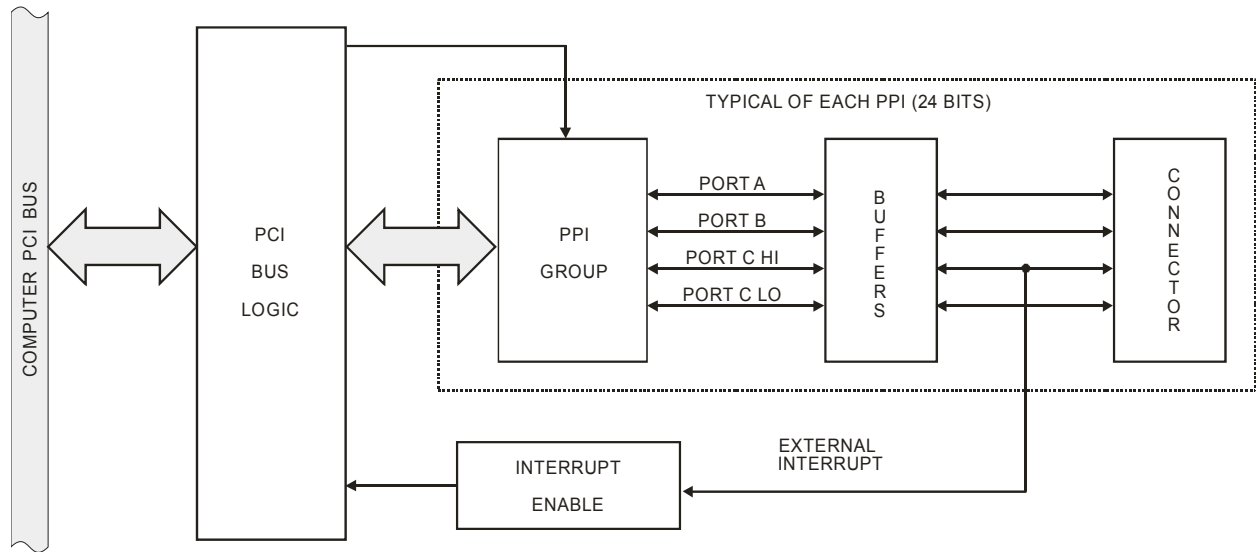 COMPUTER PCI BUS
PCI
BUS
LOGIC
TYPICAL OF EACH PPI (24 BITS)
PPI
GROUP
PORT A
PORT B
PORT C HI
PORT C LO
BUFFERS
CONNECTOR
INTERRUPT
ENABLE
EXTERNAL
INTERRUPT